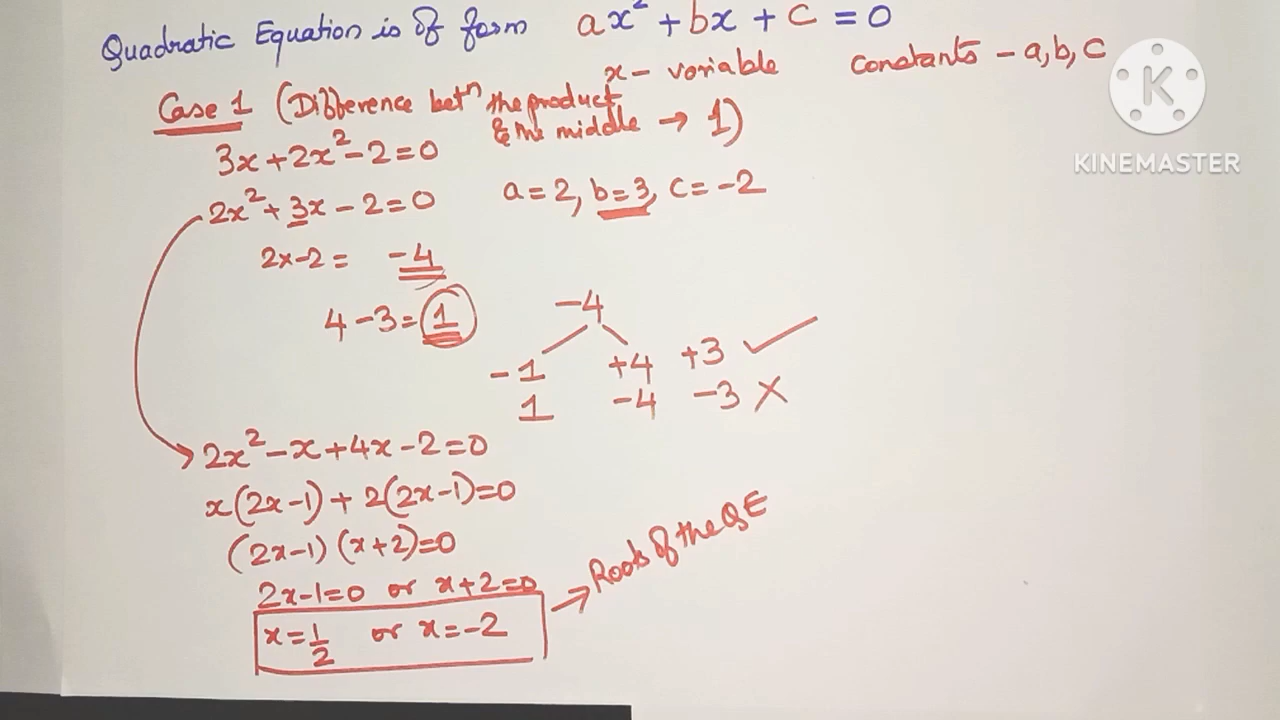 Quadratic Equation is of form ax² + bx + c = 0
x - variable constants - a, b, c
Case 1 (Difference betⁿ the product
& the middle → 1)
3x + 2x² - 2 = 0
2x² + 3x - 2 = 0 a = 2, b = 3, c = -2
2x-2 = -4
4 - 3 = 1
-4
-1 +4 +3 ✓
1 -4 -3 ✗
2x² - x + 4x - 2 = 0
x(2x-1) + 2(2x-1) = 0
(2x-1) (x+2) = 0
2x-1=0 or x+2=0
x = 1/2 or x = -2
→ Roots of the QE
K
KINEMASTER